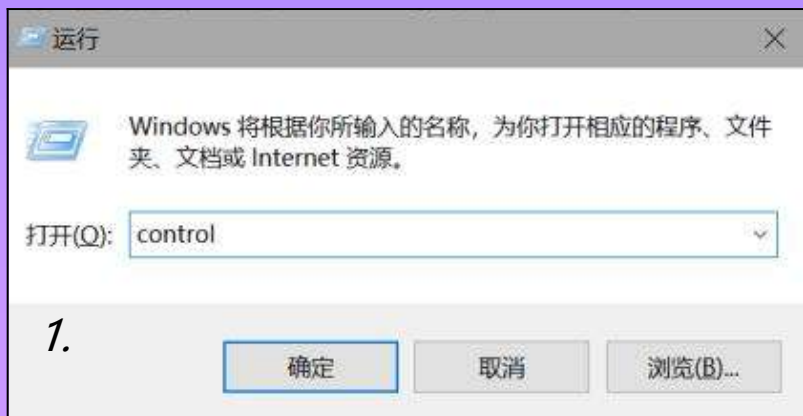 运行
Windows 将根据你所输入的名称，为你打开相应的程序、文件
夹、文档或 Internet 资源。
打开(O): control
1.
确定 取消 浏览(B)...